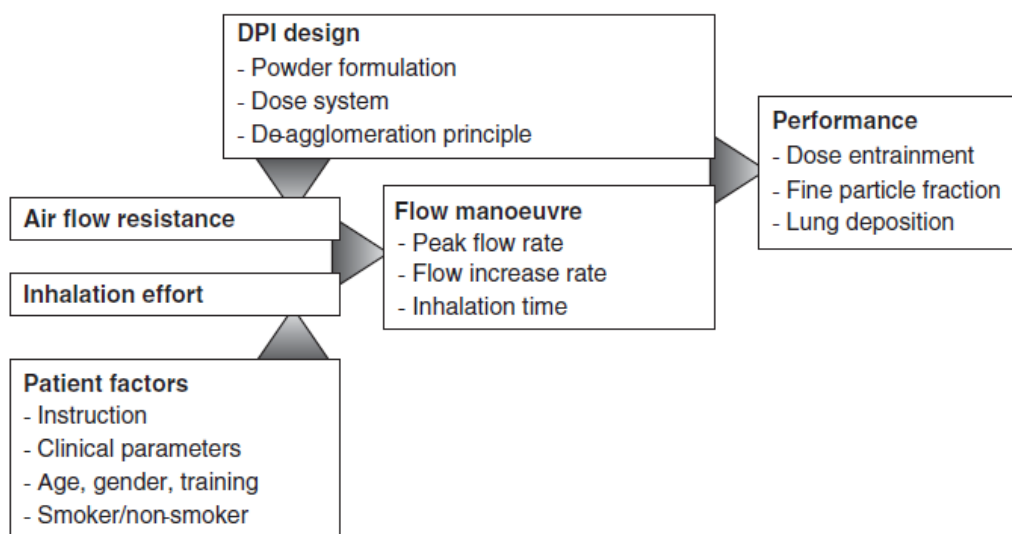 DPI design
- Powder formulation
- Dose system
- De-agglomeration principle
Performance
- Dose entrainment
- Fine particle fraction
- Lung deposition
Air flow resistance
Inhalation effort
Flow manoeuvre
- Peak flow rate
- Flow increase rate
- Inhalation time
Patient factors
- Instruction
- Clinical parameters
- Age, gender, training
- Smoker/non-smoker